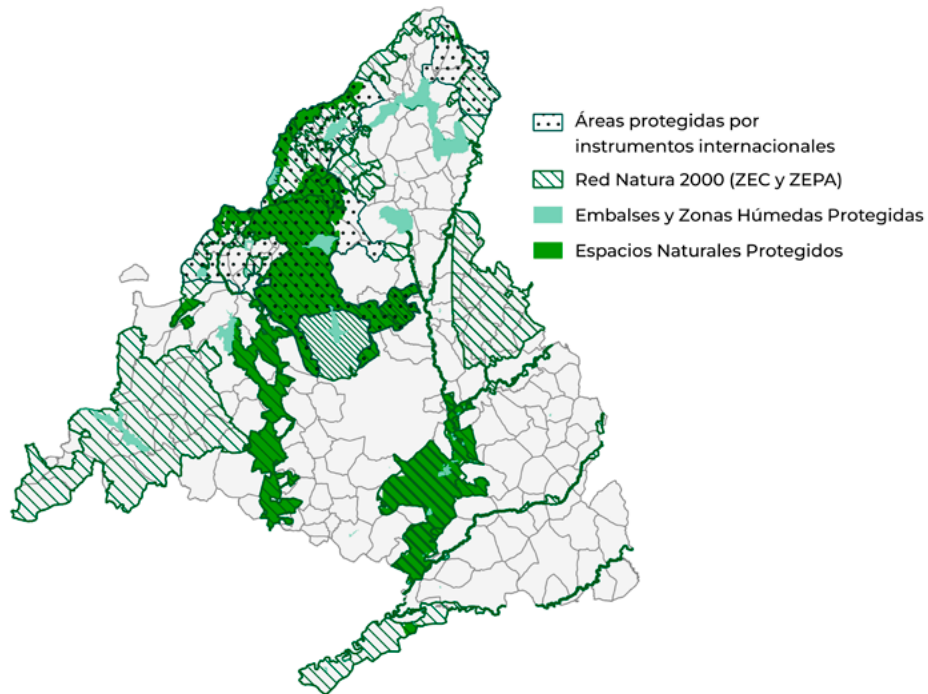 Áreas protegidas por
instrumentos internacionales
Red Natura 2000 (ZEC y ZEPA)
Embalses y Zonas Húmedas Protegidas
Espacios Naturales Protegidos